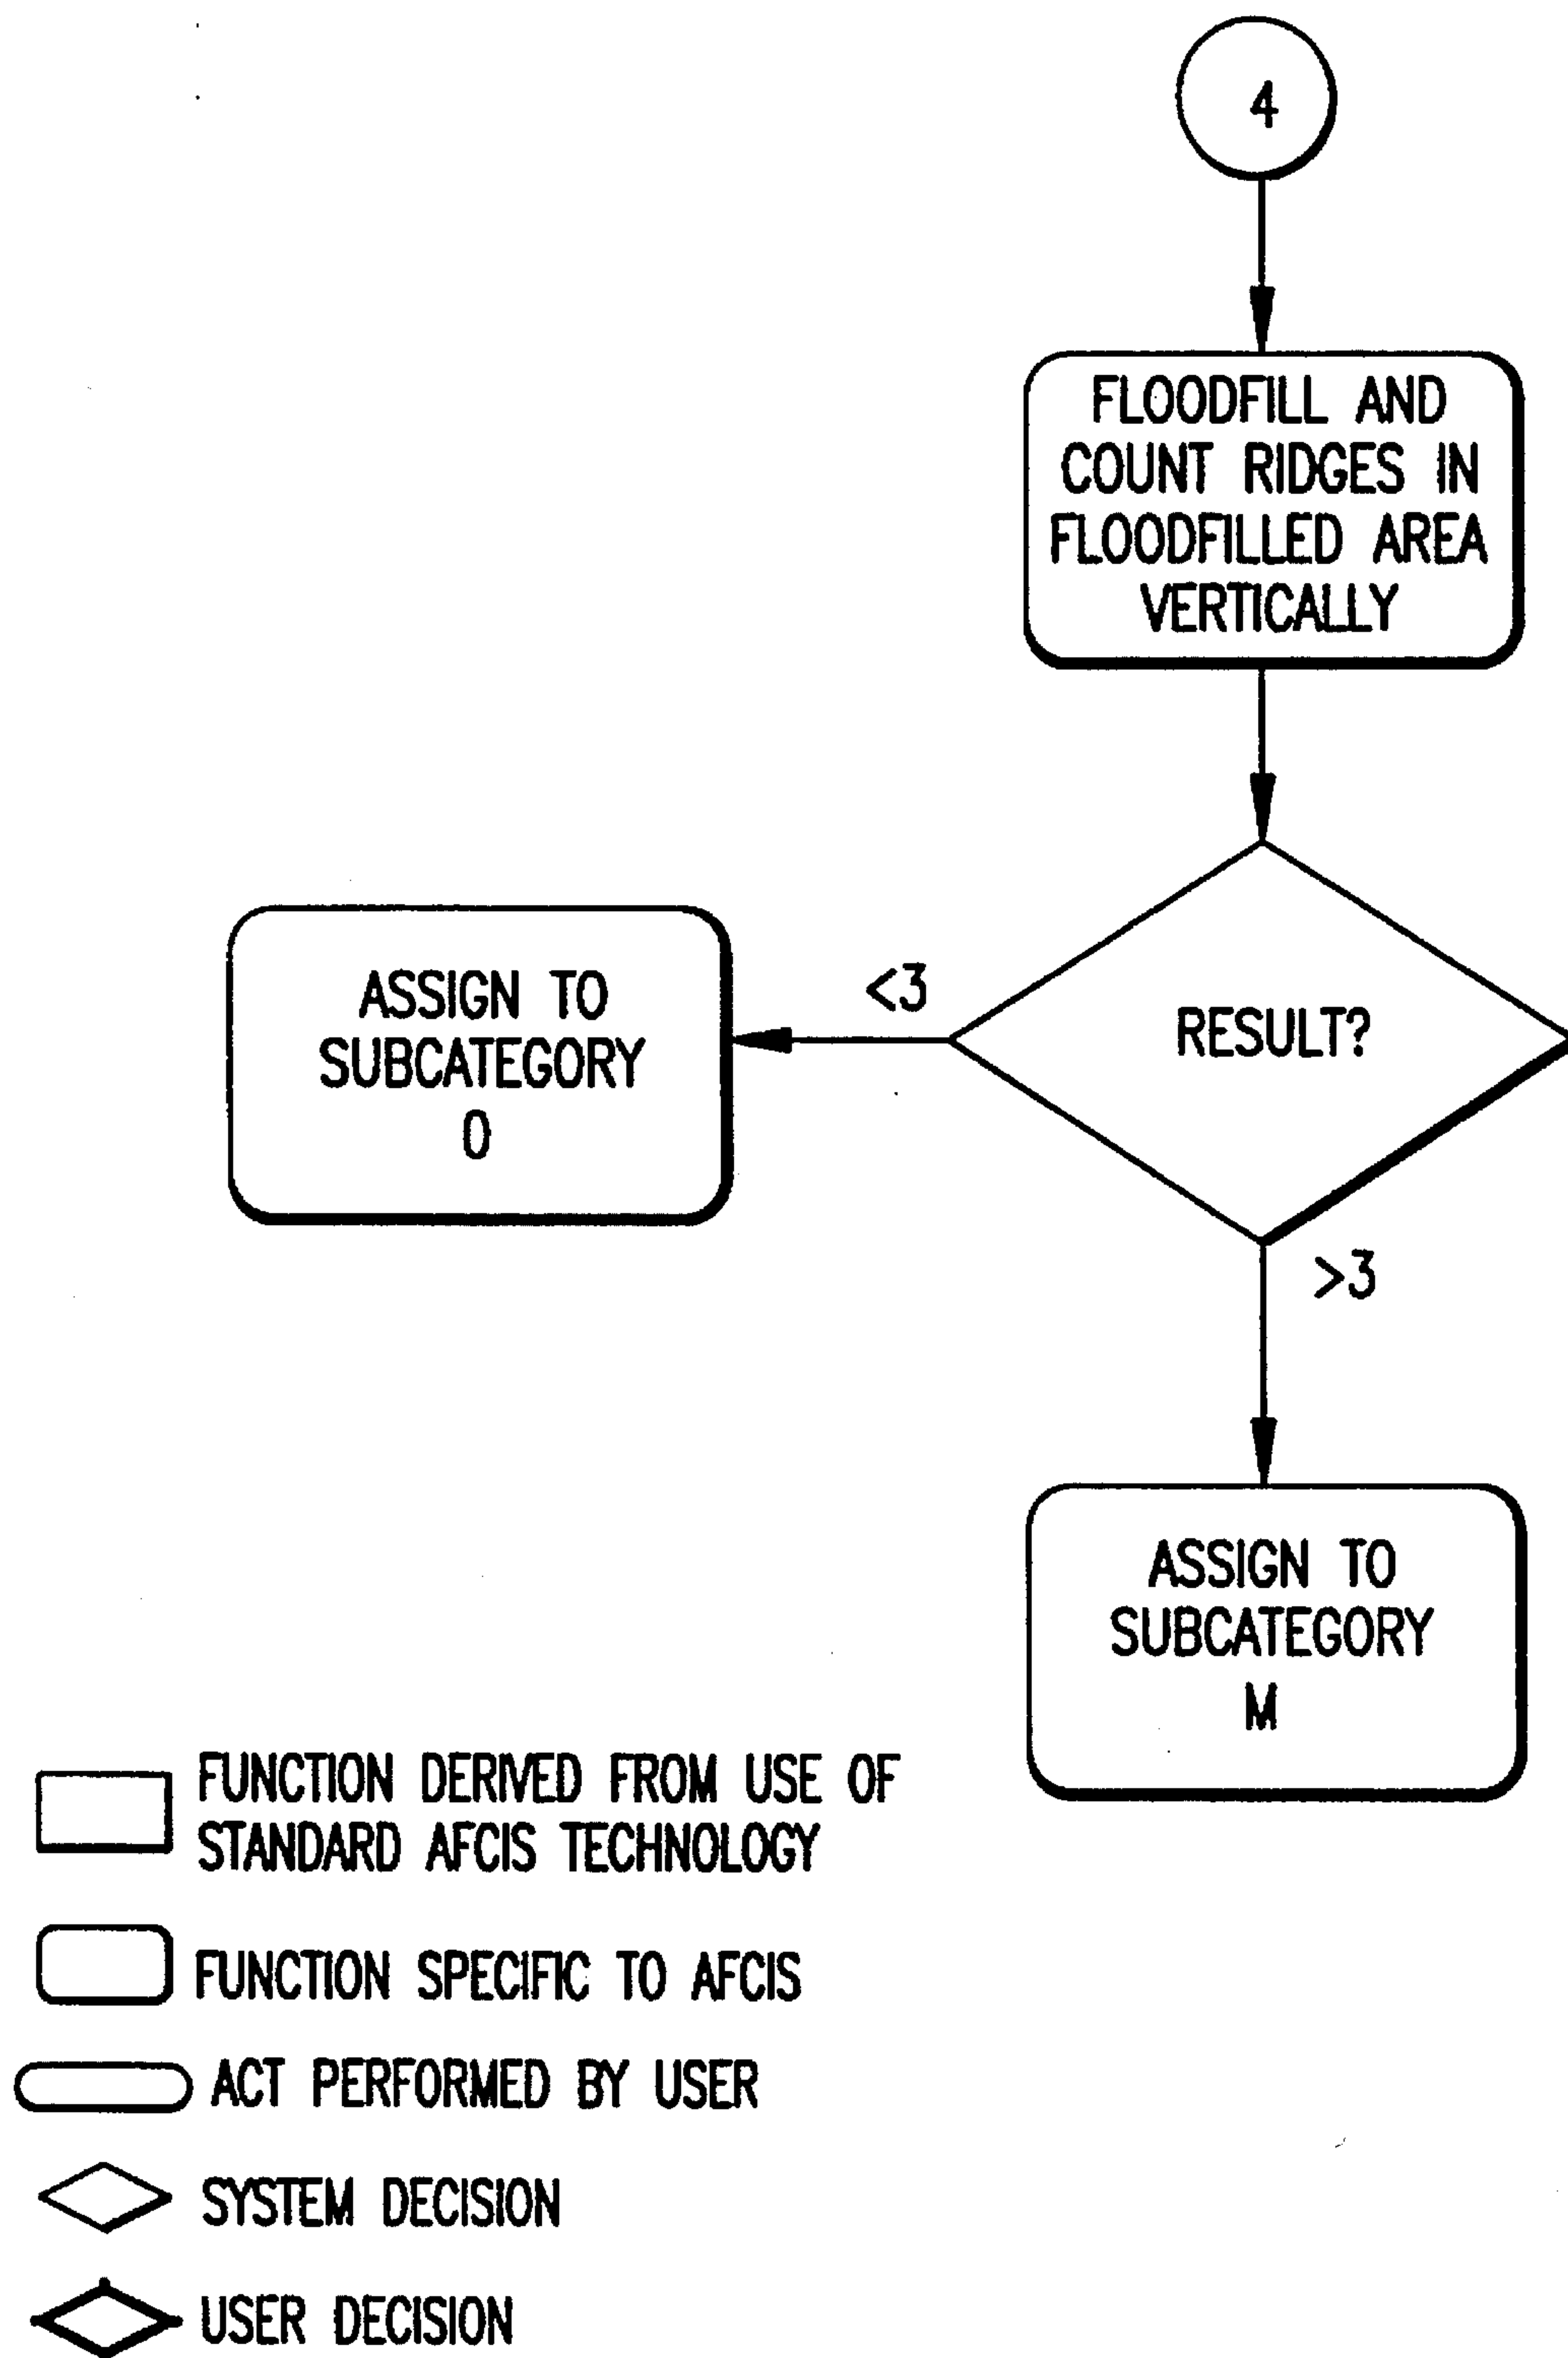 4
FLOODFILL AND
COUNT RIDGES IN
FLOODFILLED AREA
VERTICALLY
RESULT?
<3
ASSIGN TO
SUBCATEGORY
O
>3
ASSIGN TO
SUBCATEGORY
M
FUNCTION DERIVED FROM USE OF
STANDARD AFCIS TECHNOLOGY
FUNCTION SPECIFIC TO AFCIS
ACT PERFORMED BY USER
SYSTEM DECISION
USER DECISION